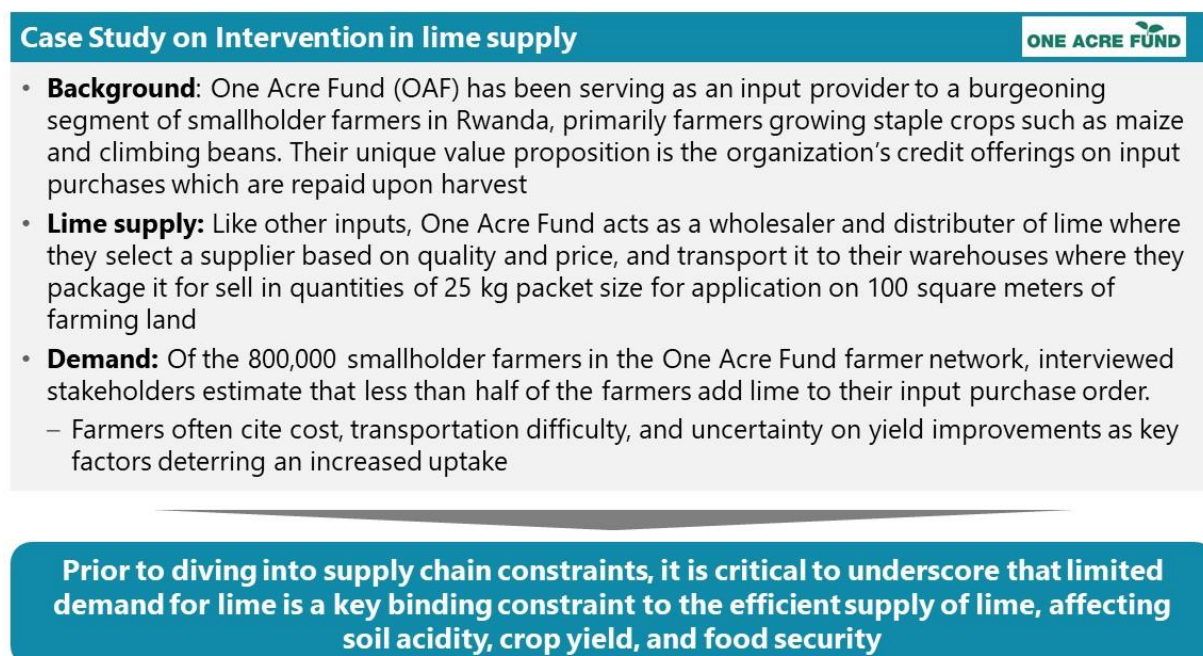 Case Study on Intervention in lime supply
ONE ACRE FUND
• Background: One Acre Fund (OAF) has been serving as an input provider to a burgeoning
segment of smallholder farmers in Rwanda, primarily farmers growing staple crops such as maize
and climbing beans. Their unique value proposition is the organization's credit offerings on input
purchases which are repaid upon harvest
• Lime supply: Like other inputs, One Acre Fund acts as a wholesaler and distributer of lime where
they select a supplier based on quality and price, and transport it to their warehouses where they
package it for sell in quantities of 25 kg packet size for application on 100 square meters of
farming land
• Demand: Of the 800,000 smallholder farmers in the One Acre Fund farmer network, interviewed
stakeholders estimate that less than half of the farmers add lime to their input purchase order.
– Farmers often cite cost, transportation difficulty, and uncertainty on yield improvements as key
factors deterring an increased uptake
Prior to diving into supply chain constraints, it is critical to underscore that limited
demand for lime is a key binding constraint to the efficient supply of lime, affecting
soil acidity, crop yield, and food security